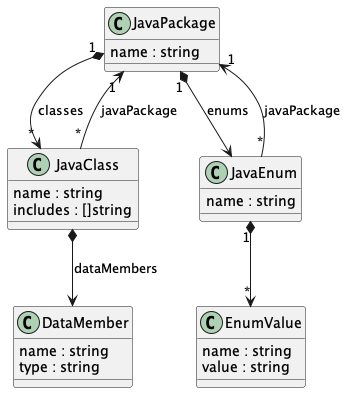 C JavaPackage
name : string
1
1
1
classes
javaPackage
enums
javaPackage
*
*
*
C JavaClass
name : string
includes : []string
C JavaEnum
name : string
1
dataMembers
*
C DataMember
name : string
type : string
C EnumValue
name : string
value : string